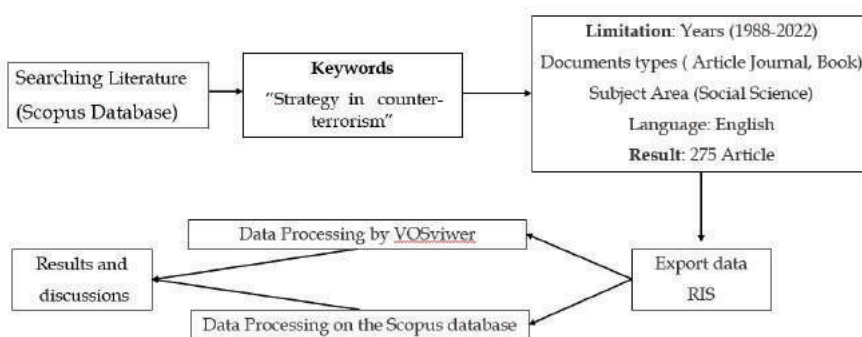 Searching Literature
(Scopus Database)
Keywords
"Strategy in counter-
terrorism"
Limitation: Years (1988-2022)
Documents types ( Article Journal, Book)
Subject Area (Social Science)
Language: English
Result: 275 Article
Export data
RIS
Data Processing by VOSviwer
Data Processing on the Scopus database
Results and
discussions